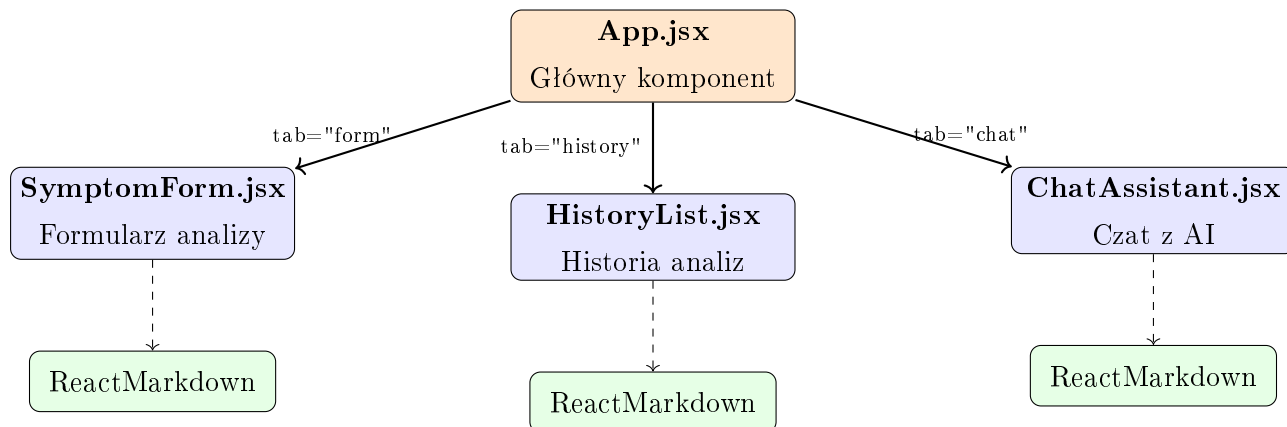 App.jsx
Główny komponent
tab="form"
tab="history"
tab="chat"
SymptomForm.jsx
Formularz analizy
HistoryList.jsx
Historia analiz
ChatAssistant.jsx
Czat z AI
ReactMarkdown
ReactMarkdown
ReactMarkdown